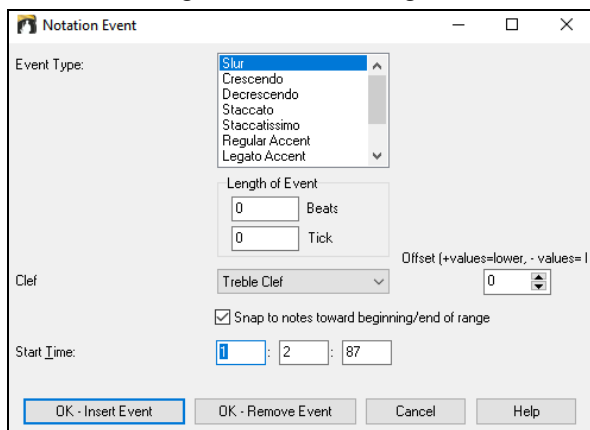 Notation Event
Event Type:
Slur
Crescendo
Decrescendo
Staccato
Staccatissimo
Regular Accent
Legato Accent
Length of Event
0 Beats
0 Tick
Offset (+values=lower, - values=
Clef
Treble Clef
0
Snap to notes toward beginning/end of range
Start Time:
1 : 2 : 87
OK - Insert Event
OK - Remove Event
Cancel
Help